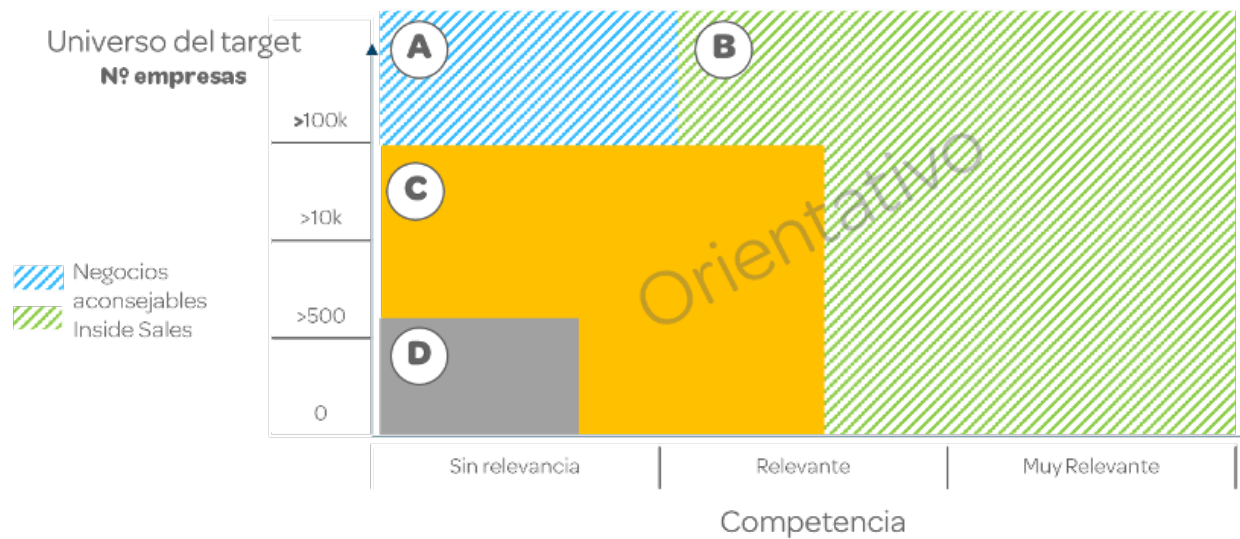 Universo del target
Nº empresas
A
B
>100k
C
>10k
Orientativo
Negocios
aconsejables
Inside Sales
>500
D
0
Sin relevancia
Relevante
Muy Relevante
Competencia